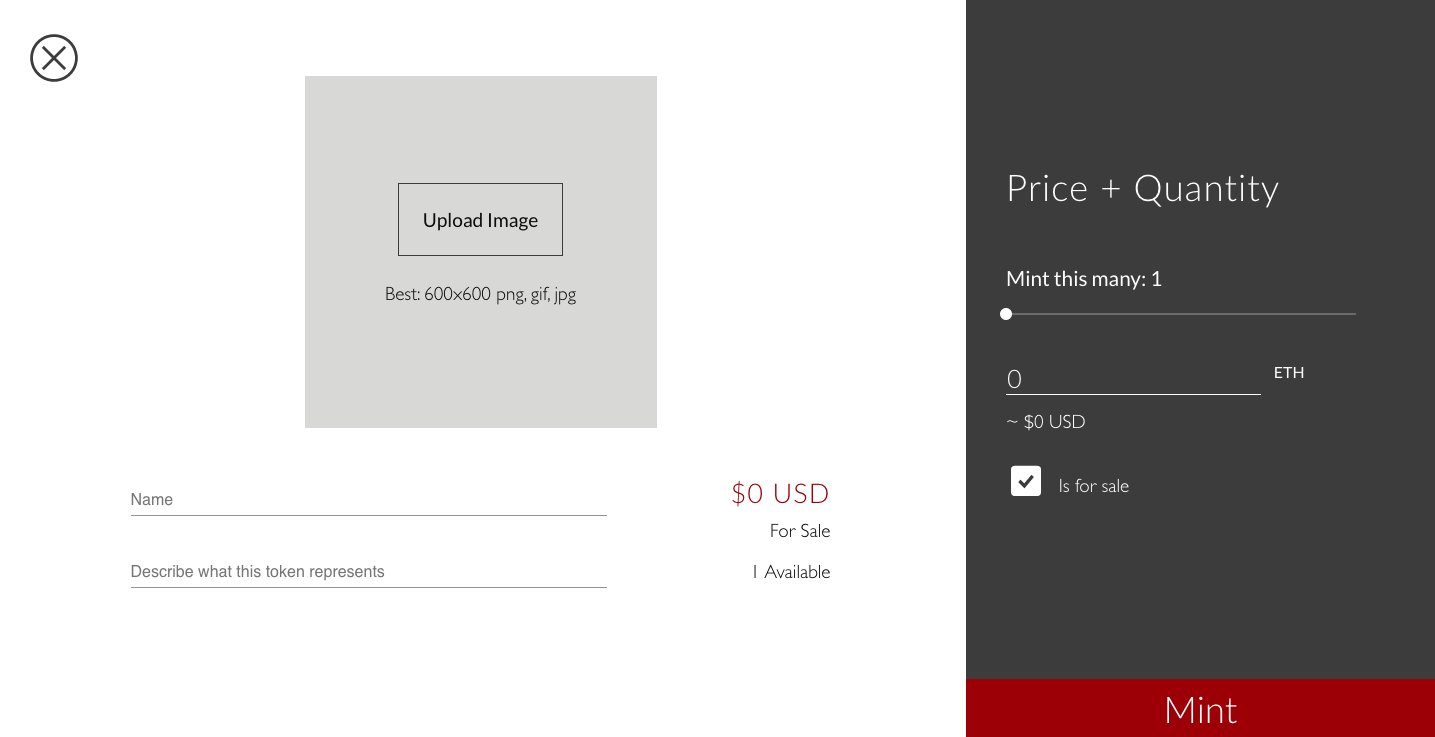 Upload Image
Best: 600x600 png, gif, jpg
Name
Describe what this token represents
$0 USD
For Sale
1 Available
Price + Quantity
Mint this many: 1
0 ETH
~ $0 USD
Is for sale
Mint